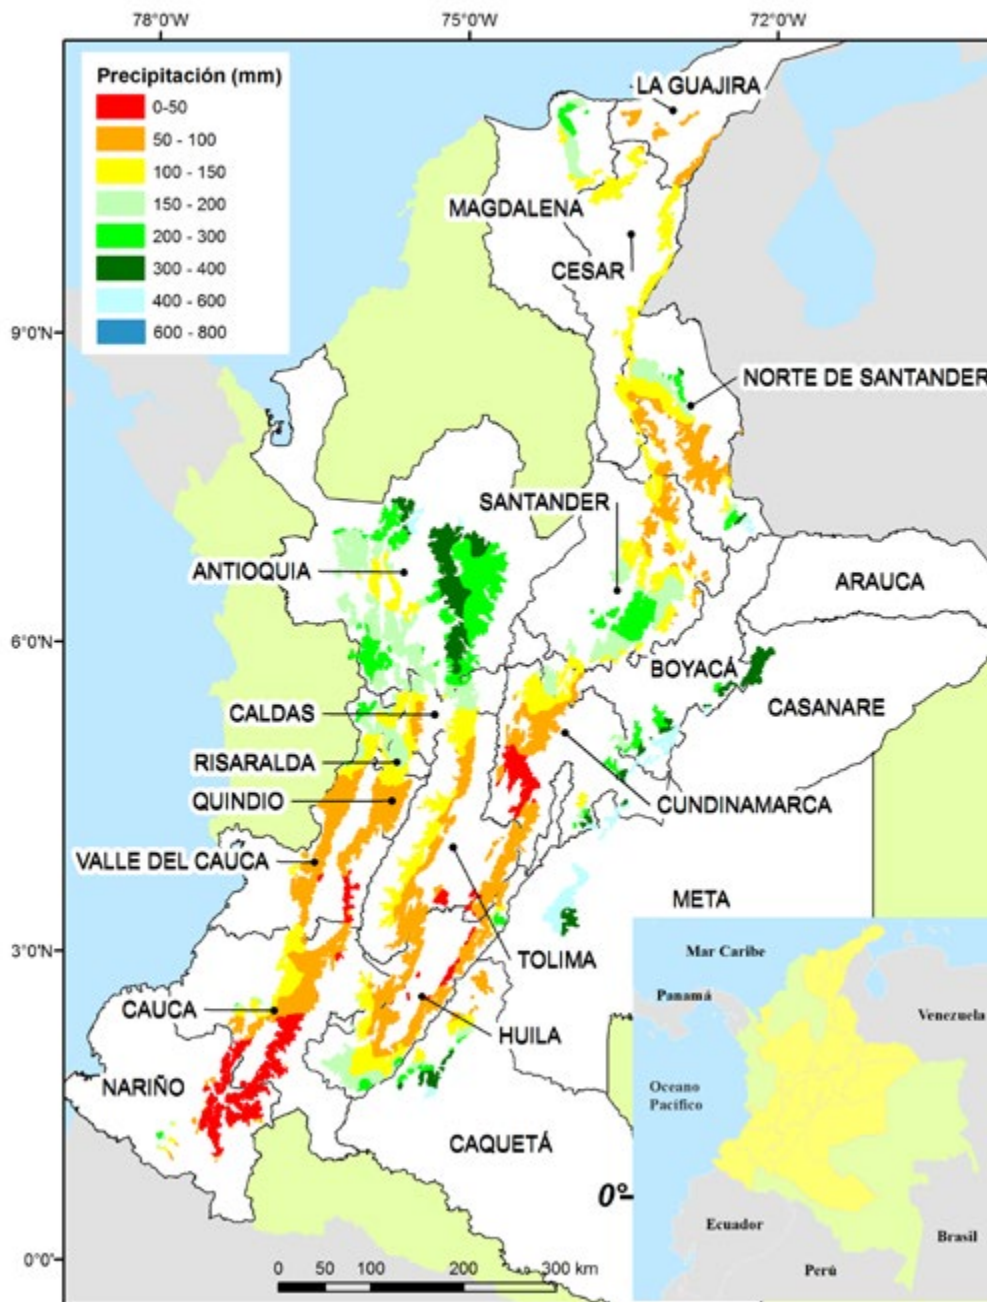 78°0'W
75°0'W
72°0'W
Precipitación (mm)
0-50
50 - 100
100 - 150
150 - 200
200 - 300
300 - 400
400 - 600
600 - 800
LA GUAJIRA
MAGDALENA
CESAR
9°0'N
NORTE DE SANTANDER
SANTANDER
ANTIOQUIA
ARAUCA
6°0'N
BOYACÁ
CASANARE
CALDAS
RISARALDA
QUINDIO
CUNDINAMARCA
VALLE DEL CAUCA
META
3°0'N
TOLIMA
CAUCA
HUILA
NARIÑO
CAQUETÁ
0°
0°0'N
0 50 100 200 300 km
Mar Caribe
Panamá
Venezuela
Oceano
Pacífico
Ecuador
Brasil
Perú